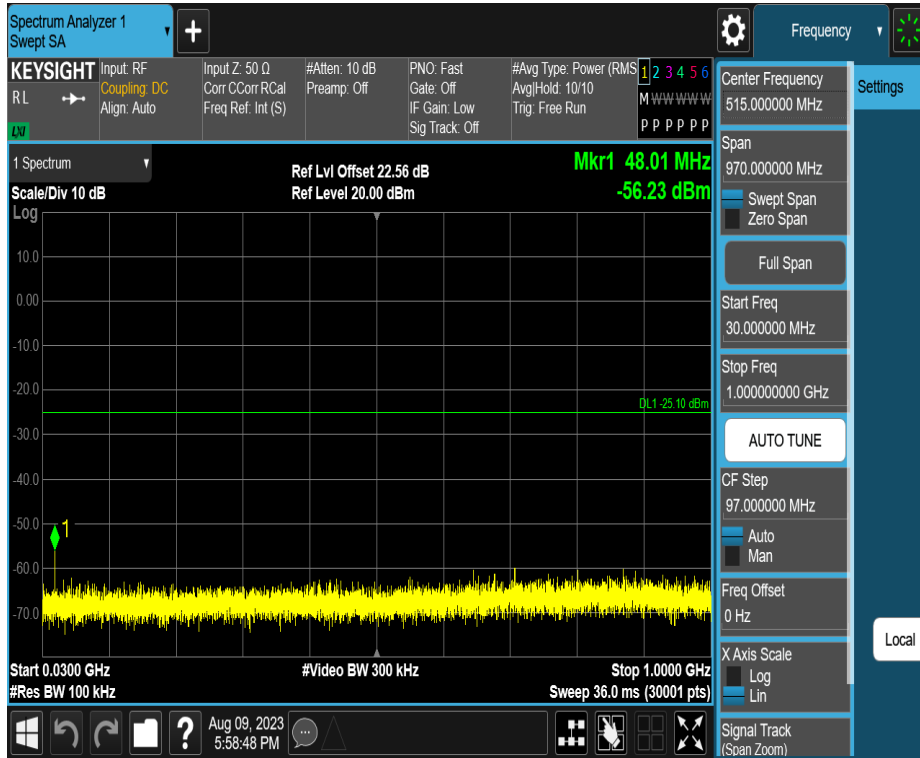 Spectrum Analyzer 1
Swept SA
+
Frequency
KEYSIGHT
R L
LXI
Input: RF
Coupling: DC
Align: Auto
Input Z: 50 Ω
Corr CCorr RCal
Freq Ref: Int (S)
#Atten: 10 dB
Preamp: Off
PNO: Fast
Gate: Off
IF Gain: Low
Sig Track: Off
#Avg Type: Power (RMS
Avg|Hold: 10/10
Trig: Free Run
1 2 3 4 5 6
M W W W W W
P P P P P P
1 Spectrum
Scale/Div 10 dB
Log
Ref Lvl Offset 22.56 dB
Ref Level 20.00 dBm
Mkr1 48.01 MHz
-56.23 dBm
10.0
0.00
-10.0
-20.0
DL1 -25.10 dBm
-30.0
-40.0
-50.0
1
-60.0
-70.0
Start 0.0300 GHz
#Res BW 100 kHz
#Video BW 300 kHz
Stop 1.0000 GHz
Sweep 36.0 ms (30001 pts)
?
Aug 09, 2023
5:58:48 PM
Center Frequency
515.000000 MHz
Span
970.000000 MHz
Swept Span
Zero Span
Full Span
Start Freq
30.000000 MHz
Stop Freq
1.000000000 GHz
AUTO TUNE
CF Step
97.000000 MHz
Auto
Man
Freq Offset
0 Hz
X Axis Scale
Log
Lin
Signal Track
(Span Zoom)
Settings
Local